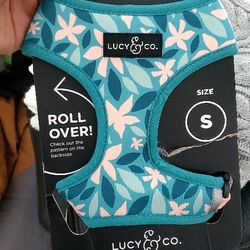 LUCY & CO.
ROLL
OVER!
Check out
the pattern on
the backside
SIZE
S
LUCY & CO.